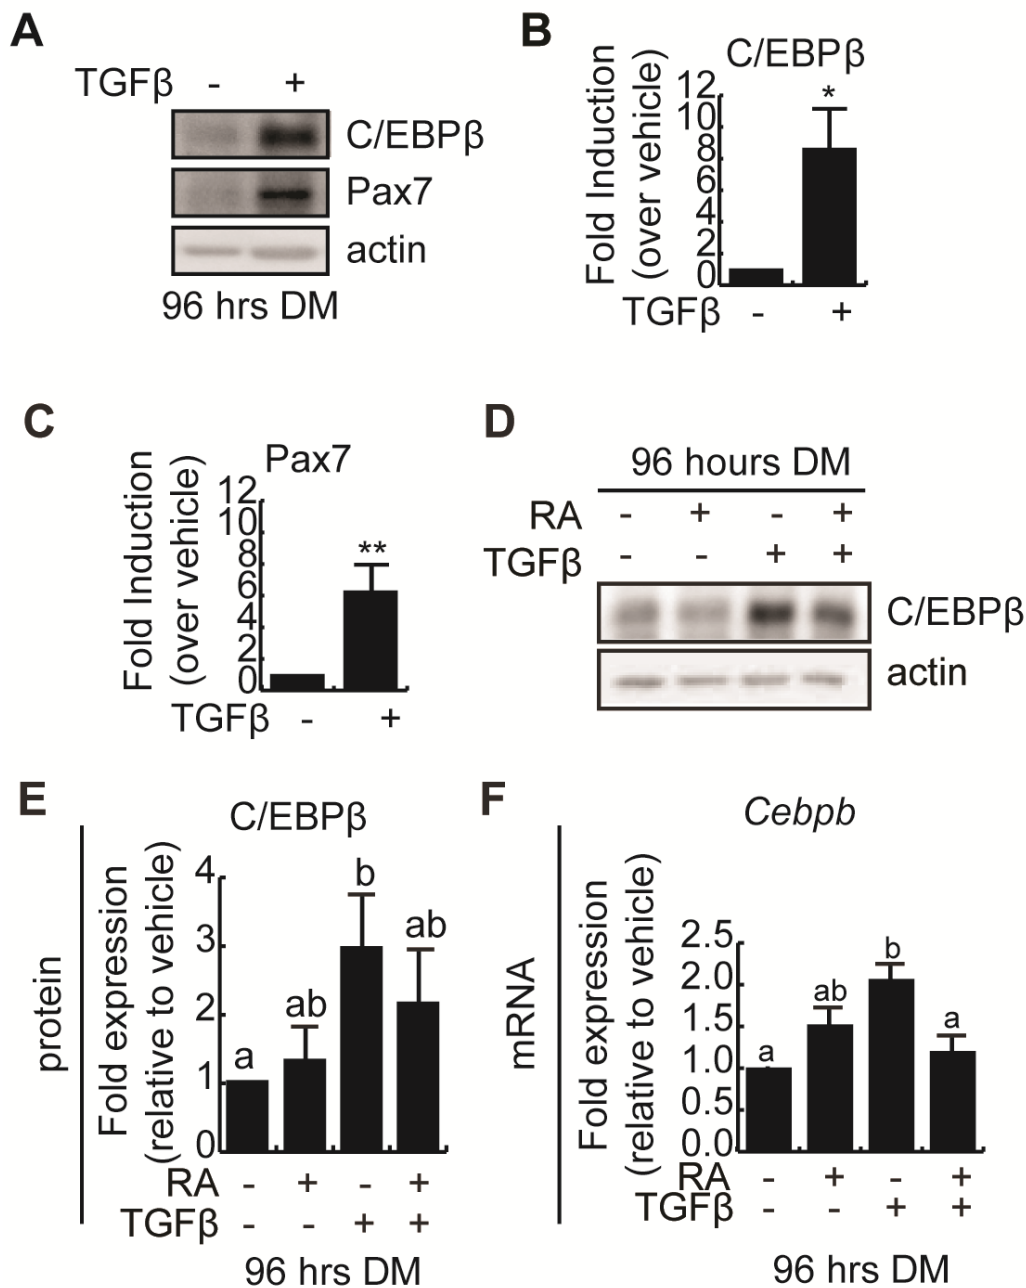 A
TGFβ - +
C/EBPβ
Pax7
actin
96 hrs DM
B
C/EBPβ
Fold Induction
(over vehicle)
12
10
8
6
4
2
0
*
TGFβ - +
C
Pax7
Fold Induction
(over vehicle)
12
10
8
6
4
2
0
**
TGFβ - +
D
96 hours DM
RA - + - +
TGFβ - - + +
C/EBPβ
actin
E
protein
C/EBPβ
Fold expression
(relative to vehicle)
4
3
2
1
0
a ab b ab
RA - + - +
TGFβ - - + +
96 hrs DM
F
mRNA
Cebpb
Fold expression
(relative to vehicle)
2.5
2.0
1.5
1.0
0.5
0.0
a ab b a
RA - + - +
TGFβ - - + +
96 hrs DM